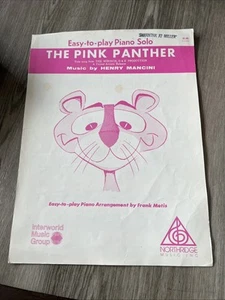 Easy-to-play Piano Solo
THE PINK PANTHER
Music by HENRY MANCINI
Easy-to-play Piano Arrangement by Frank Metis
Interworld
Music
Group
NORTHRIDGE
MUSIC INC.